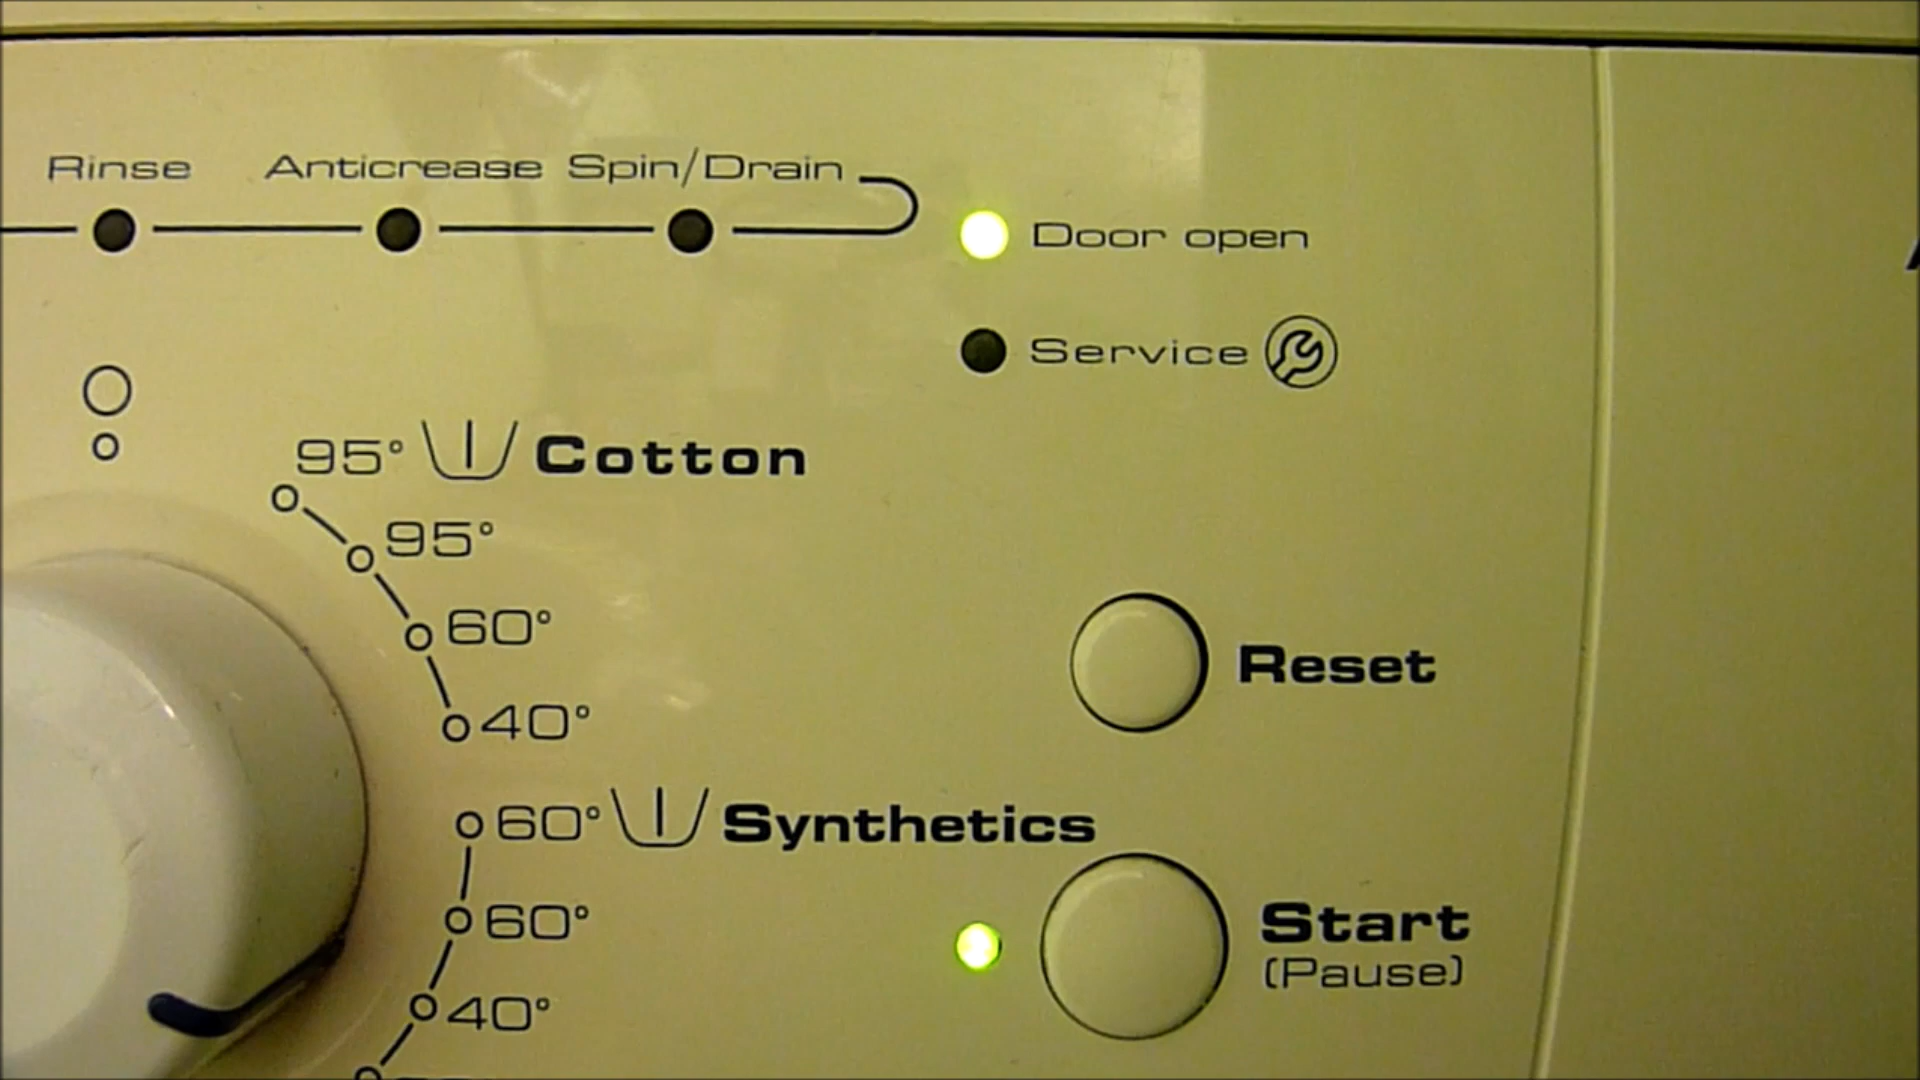 Rinse Anticrease Spin/Drain
Door open
Service
95° Cotton
95°
60°
40°
Reset
60° Synthetics
60°
Start
(Pause)
40°